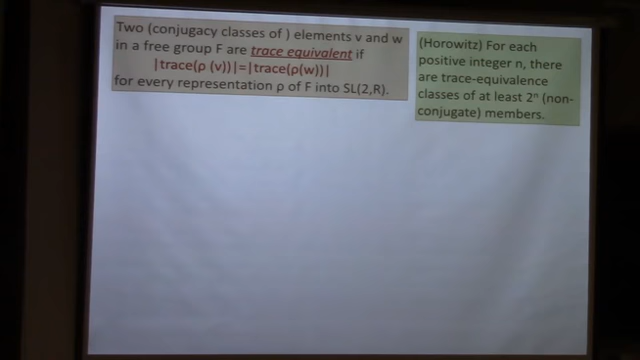 Two (conjugacy classes of ) elements v and w
in a free group F are trace equivalent if
|trace(ρ (v))|=|trace(ρ(w))|
for every representation ρ of F into SL(2,R).
(Horowitz) For each
positive integer n, there
are trace-equivalence
classes of at least 2ⁿ (non-
conjugate) members.